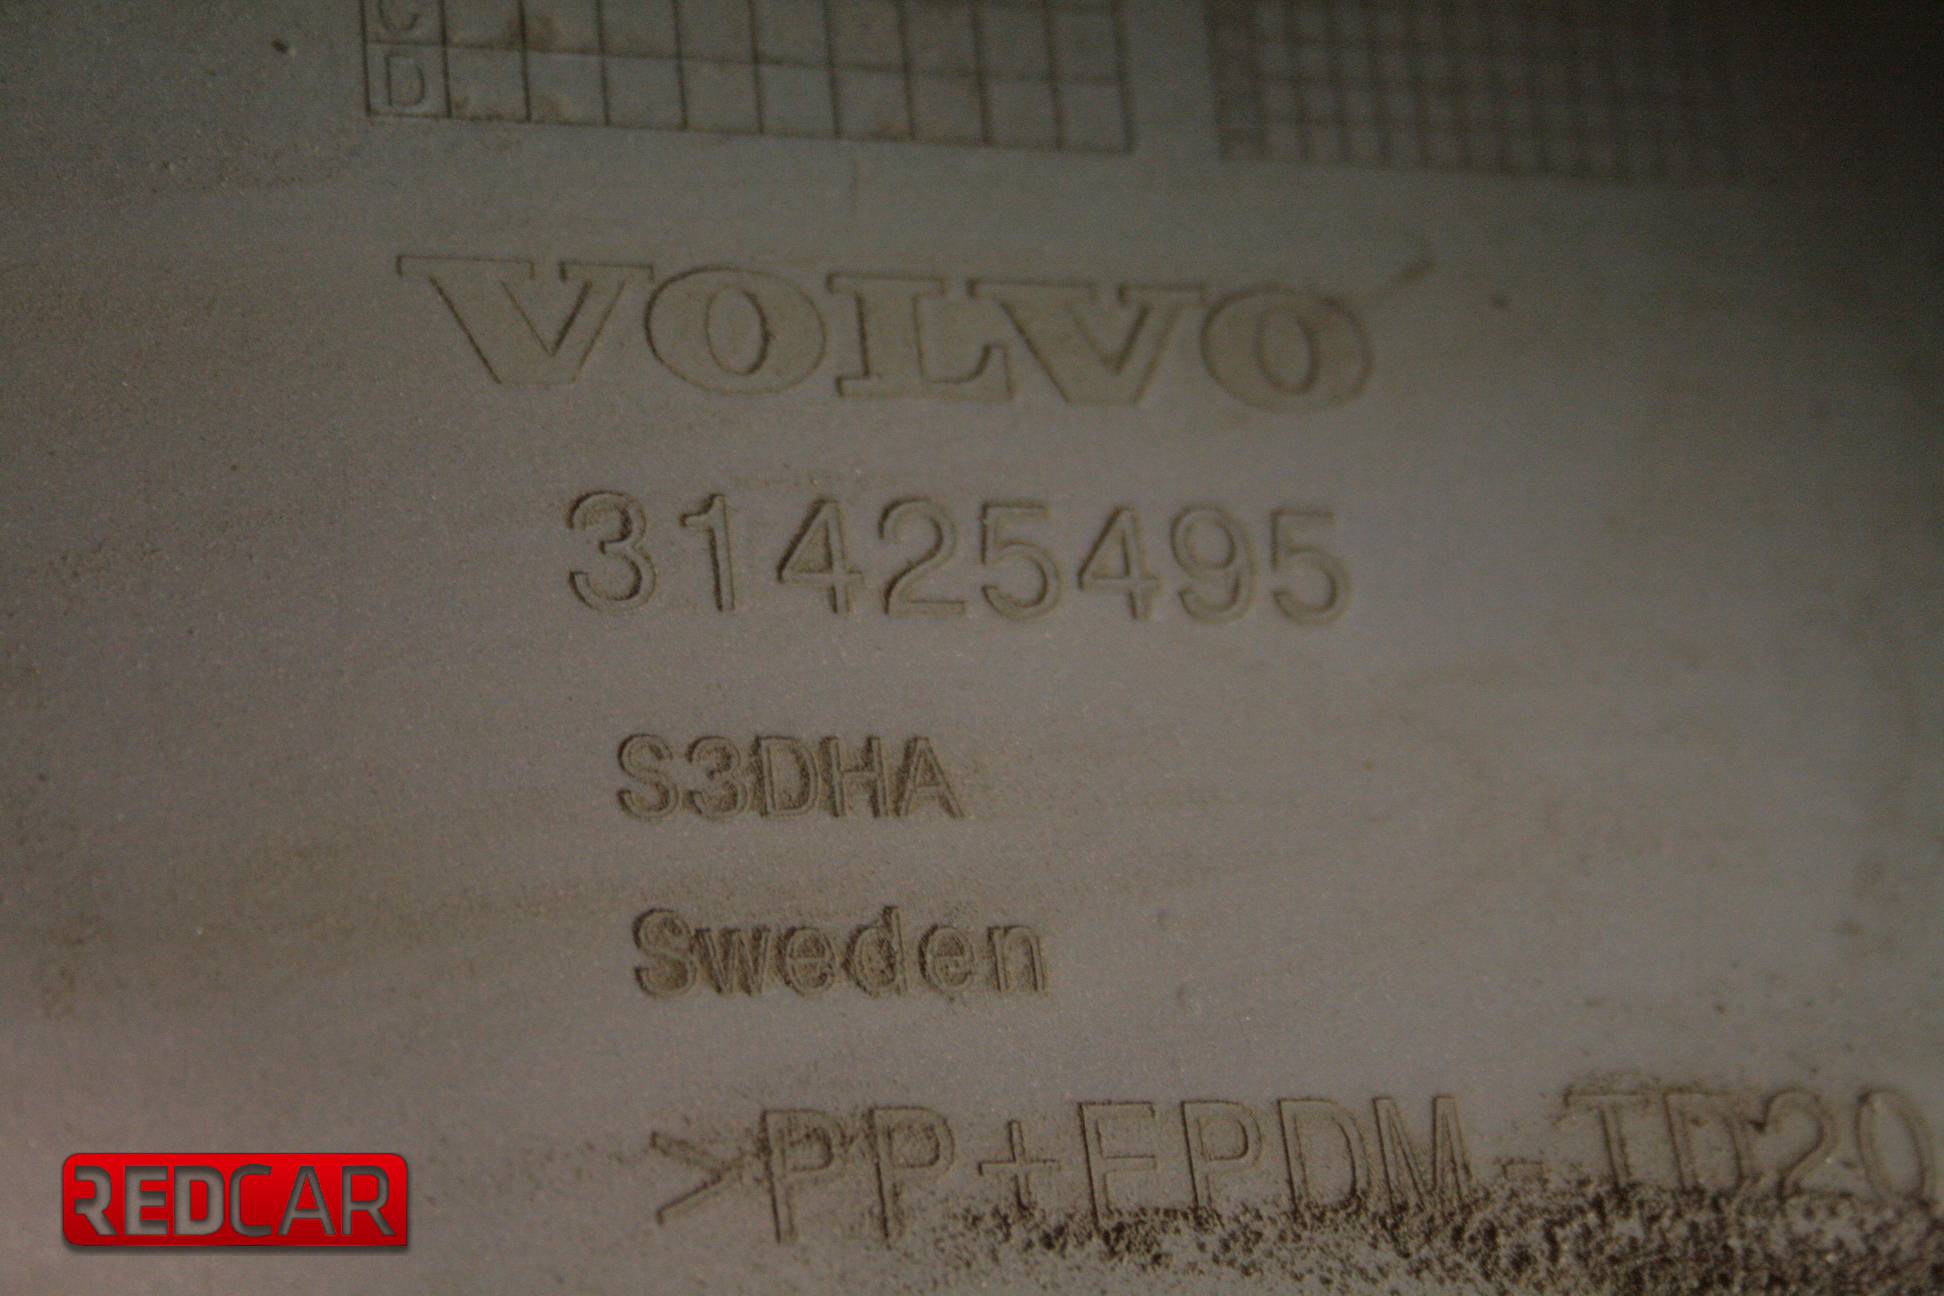 C
D
VOLVO
31425495
S3DHA
Sweden
>PP+EPDM-TD20
REDCAR